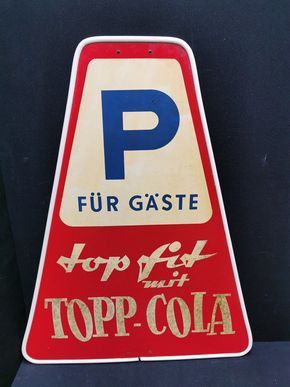 P
FÜR GÄSTE
top fit
mit
TOPP-COLA